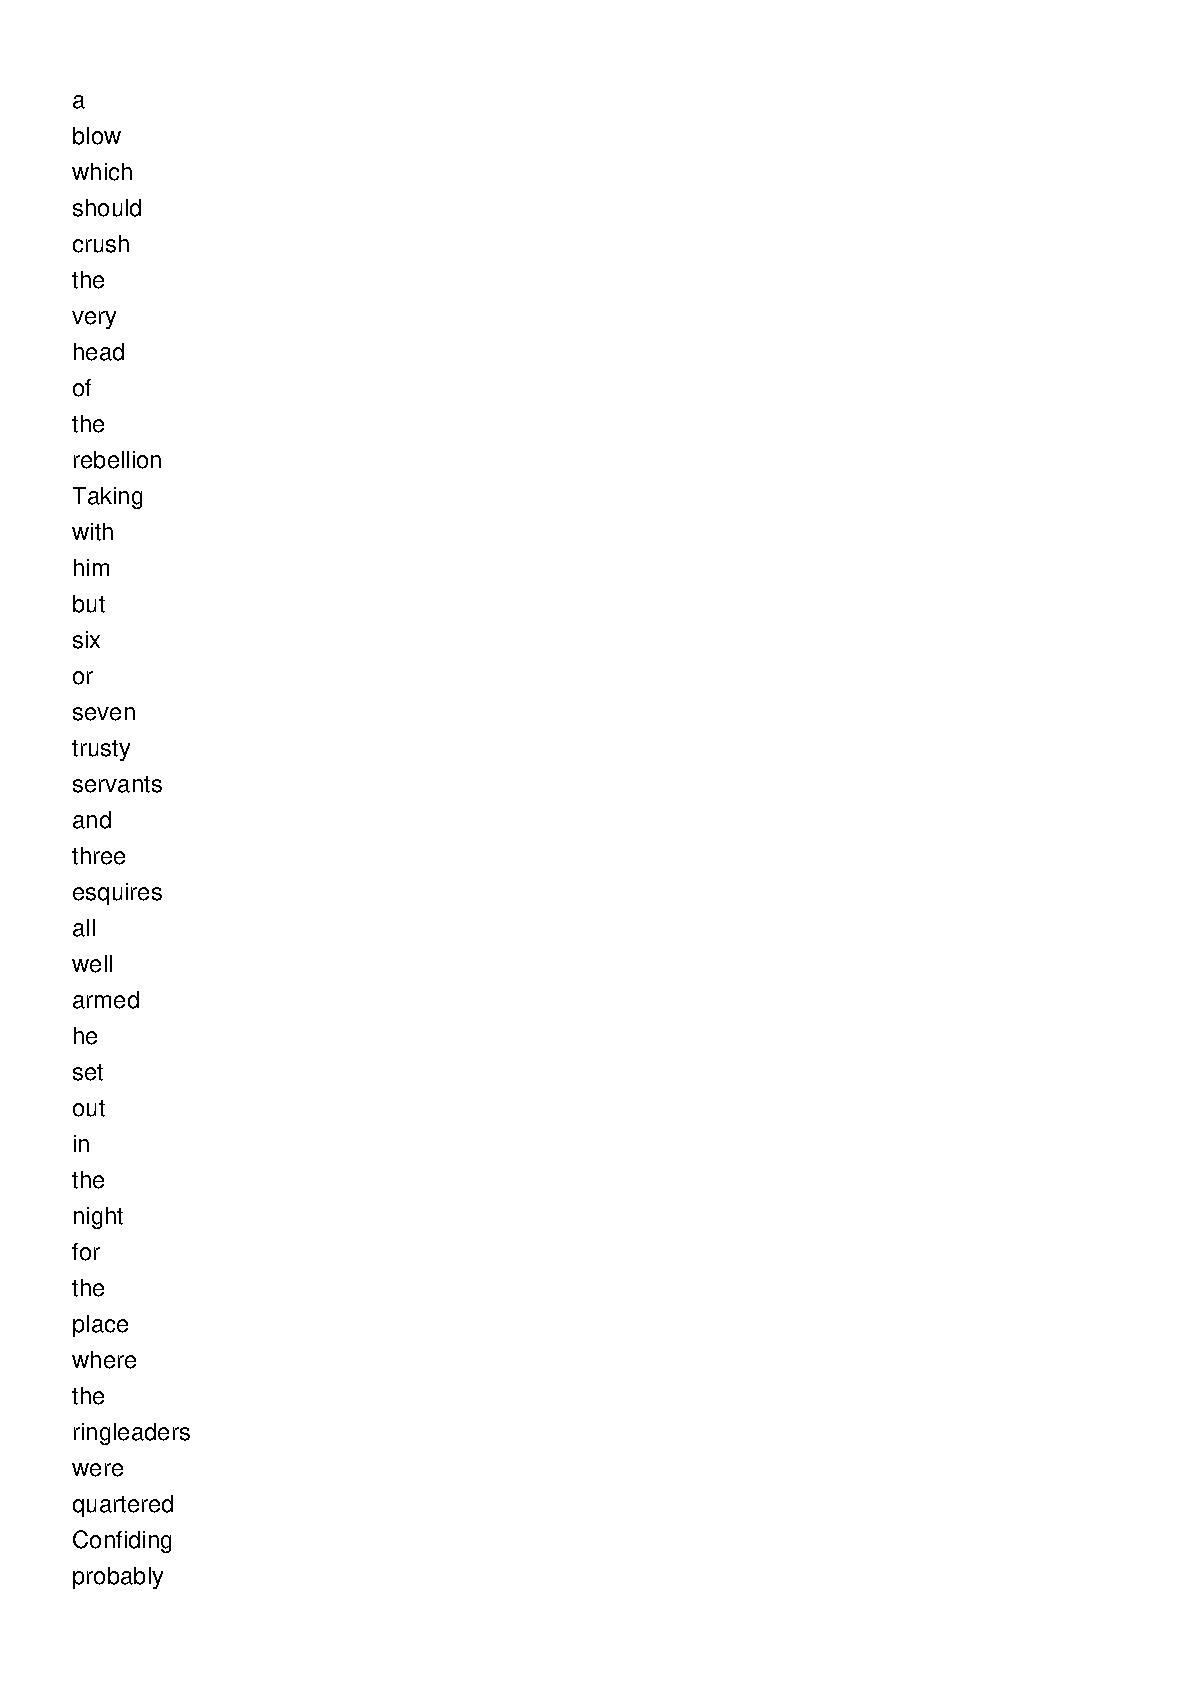 a
blow
which
should
crush
the
very
head
of
the
rebellion
Taking
with
him
but
six
or
seven
trusty
servants
and
three
esquires
all
well
armed
he
set
out
in
the
night
for
the
place
where
the
ringleaders
were
quartered
Confiding
probably